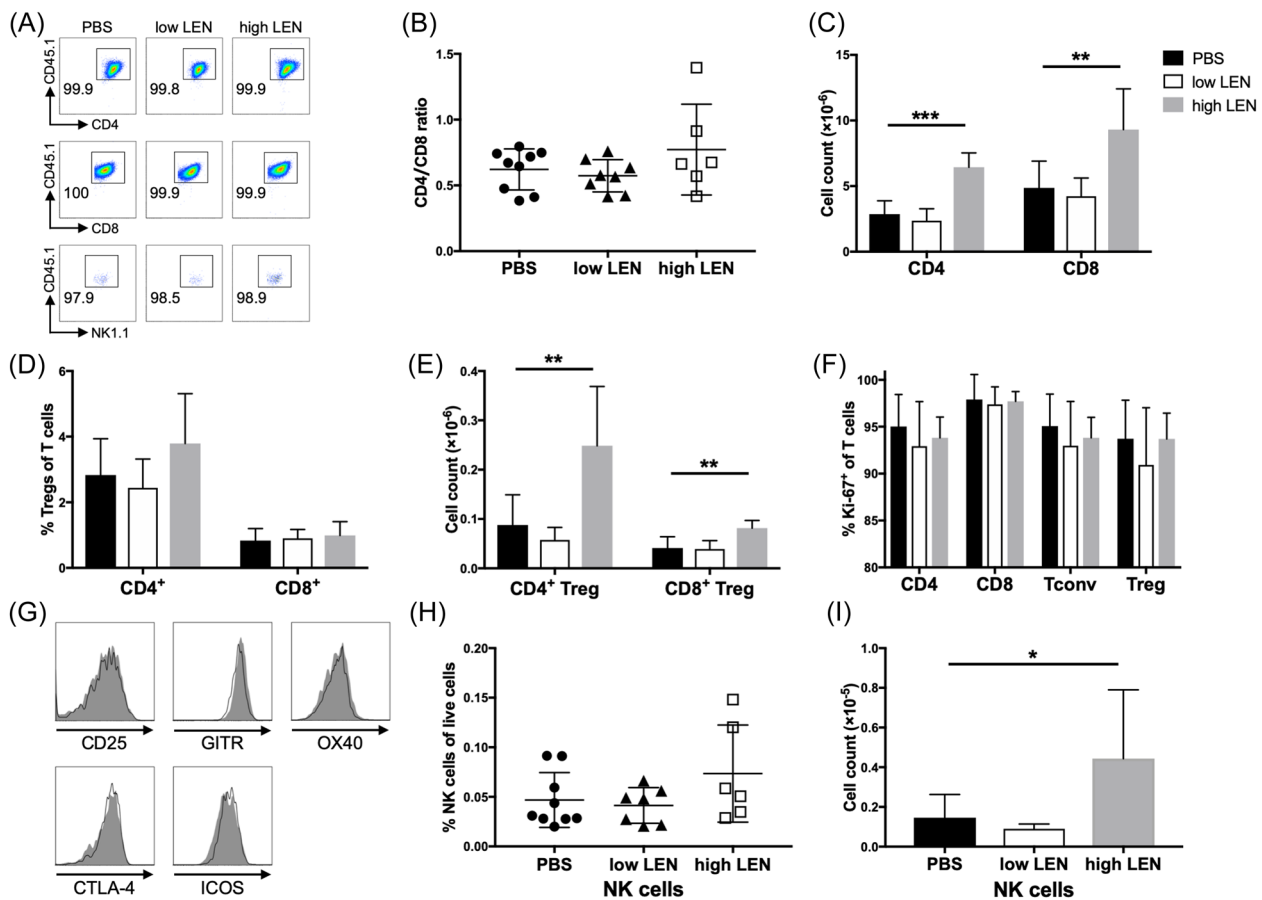 (A)
PBS low LEN high LEN
CD45.1
99.9 99.8 99.9
CD4
CD45.1
100 99.9 99.9
CD8
CD45.1
97.9 98.5 98.9
NK1.1
(B)
CD4/CD8 ratio
1.5
1.0
0.5
0.0
PBS low LEN high LEN
(C)
Cell count (×10⁻⁶)
15
10
5
0
*** **
CD4 CD8
PBS
low LEN
high LEN
(D)
% Tregs of T cells
6
4
2
0
CD4⁺ CD8⁺
(E)
Cell count (×10⁻⁶)
0.4
0.3
0.2
0.1
0.0
** **
CD4⁺ Treg CD8⁺ Treg
(F)
% Ki-67⁺ of T cells
100
95
90
85
80
CD4 CD8 Tconv Treg
(G)
CD25 GITR OX40
CTLA-4 ICOS
(H)
% NK cells of live cells
0.20
0.15
0.10
0.05
0.00
PBS low LEN high LEN
NK cells
(I)
Cell count (×10⁻⁵)
1.0
0.8
0.6
0.4
0.2
0.0
*
PBS low LEN high LEN
NK cells